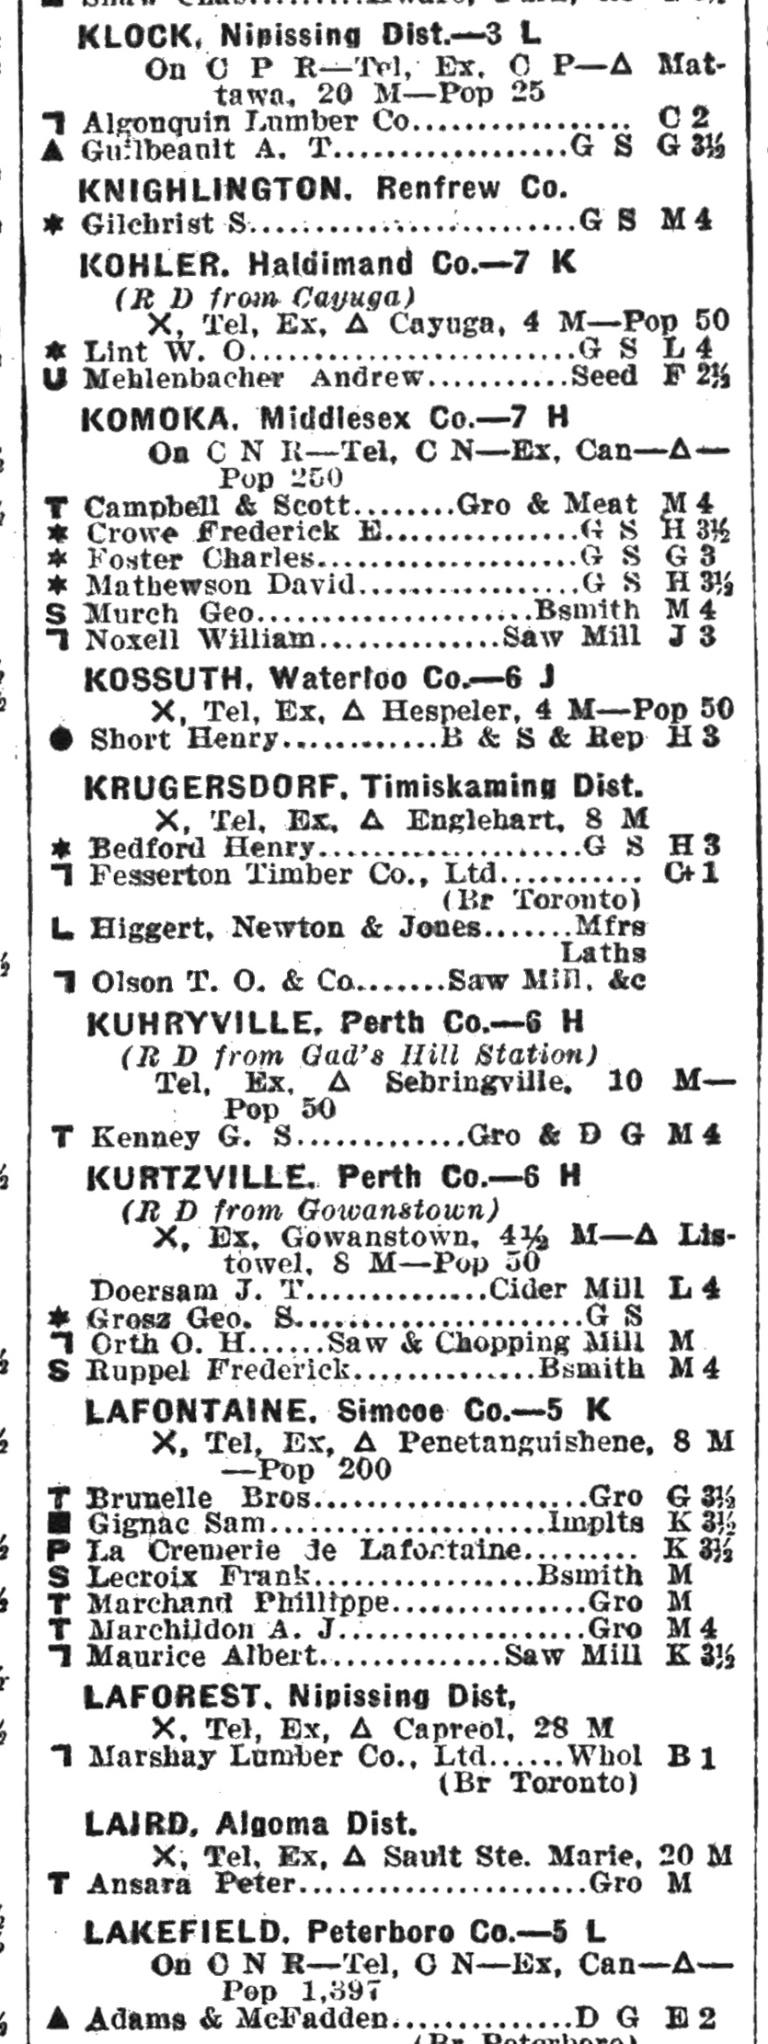 KLOCK, Nipissing Dist.—3 L
On C P R—Tel, Ex, C P—Δ Mat-
tawa, 20 M—Pop 25
ㄱ Algonquin Lumber Co................. C 2
▲ Guilbeault A. T..................G S G 3½
KNIGHLINGTON, Renfrew Co.
* Gilchrist S..........................G S M 4
KOHLER, Haldimand Co.—7 K
(R D from Cayuga)
X, Tel, Ex, Δ Cayuga, 4 M—Pop 50
* Lint W. O..........................G S L 4
U Mehlenbacher Andrew...........Seed F 2½
KOMOKA, Middlesex Co.—7 H
On C N R—Tel, C N—Ex, Can—Δ—
Pop 250
T Campbell & Scott........Gro & Meat M 4
* Crowe Frederick E...............G S H 3½
* Foster Charles....................G S G 3
* Mathewson David.................G S H 3½
S Murch Geo......................Bsmith M 4
ㄱ Noxell William..............Saw Mill J 3
KOSSUTH, Waterloo Co.—6 J
X, Tel, Ex, Δ Hespeler, 4 M—Pop 50
● Short Henry............B & S & Rep H 3
KRUGERSDORF, Timiskaming Dist.
X, Tel, Ex, Δ Englehart, 8 M
* Bedford Henry.....................G S H 3
ㄱ Fesserton Timber Co., Ltd........... C+ 1
(Br Toronto)
L Higgert, Newton & Jones.......Mfrs
Laths
ㄱ Olson T. O. & Co.......Saw Mill, &c
KUHRYVILLE, Perth Co.—6 H
(R D from Gad's Hill Station)
Tel, Ex, Δ Sebringville, 10 M—
Pop 50
T Kenney G. S.............Gro & D G M 4
KURTZVILLE, Perth Co.—6 H
(R D from Gowanstown)
X, Ex, Gowanstown, 4½ M—Δ Lis-
towel, 8 M—Pop 50
Doersam J. T..............Cider Mill L 4
* Grosz Geo. S.......................G S
ㄱ Orth O. H......Saw & Chopping Mill M
S Ruppel Frederick..............Bsmith M 4
LAFONTAINE, Simcoe Co.—5 K
X, Tel, Ex, Δ Penetanguishene, 8 M
—Pop 200
T Brunelle Bros......................Gro G 3½
■ Gignac Sam......................Implts K 3½
P La Cremerie de Lafontaine......... K 3½
S Lecroix Frank..................Bsmith M
T Marchand Phillippe................Gro M
T Marchildon A. J....................Gro M 4
ㄱ Maurice Albert..............Saw Mill K 3½
LAFOREST, Nipissing Dist,
X, Tel, Ex, Δ Capreol, 28 M
ㄱ Marshay Lumber Co., Ltd......Whol B 1
(Br Toronto)
LAIRD, Algoma Dist.
X, Tel, Ex, Δ Sault Ste. Marie, 20 M
T Ansara Peter.......................Gro M
LAKEFIELD, Peterboro Co.—5 L
On C N R—Tel, C N—Ex, Can—Δ—
Pop 1,397
▲ Adams & McFadden..............D G E 2